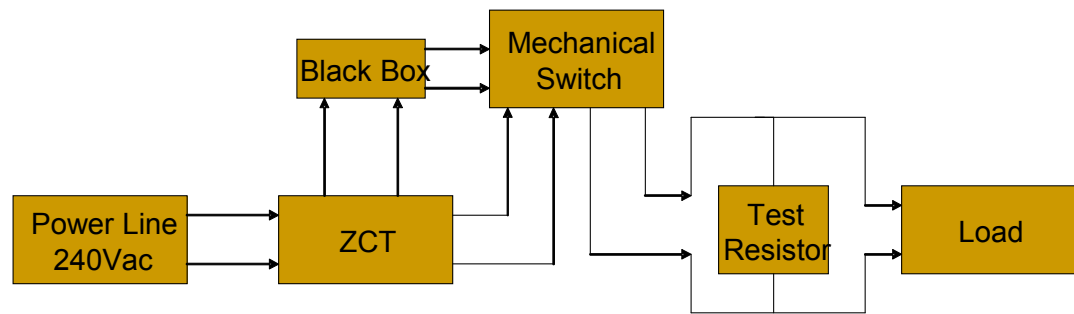 Mechanical
Switch
Black Box
Power Line
240Vac
ZCT
Test
Resistor
Load